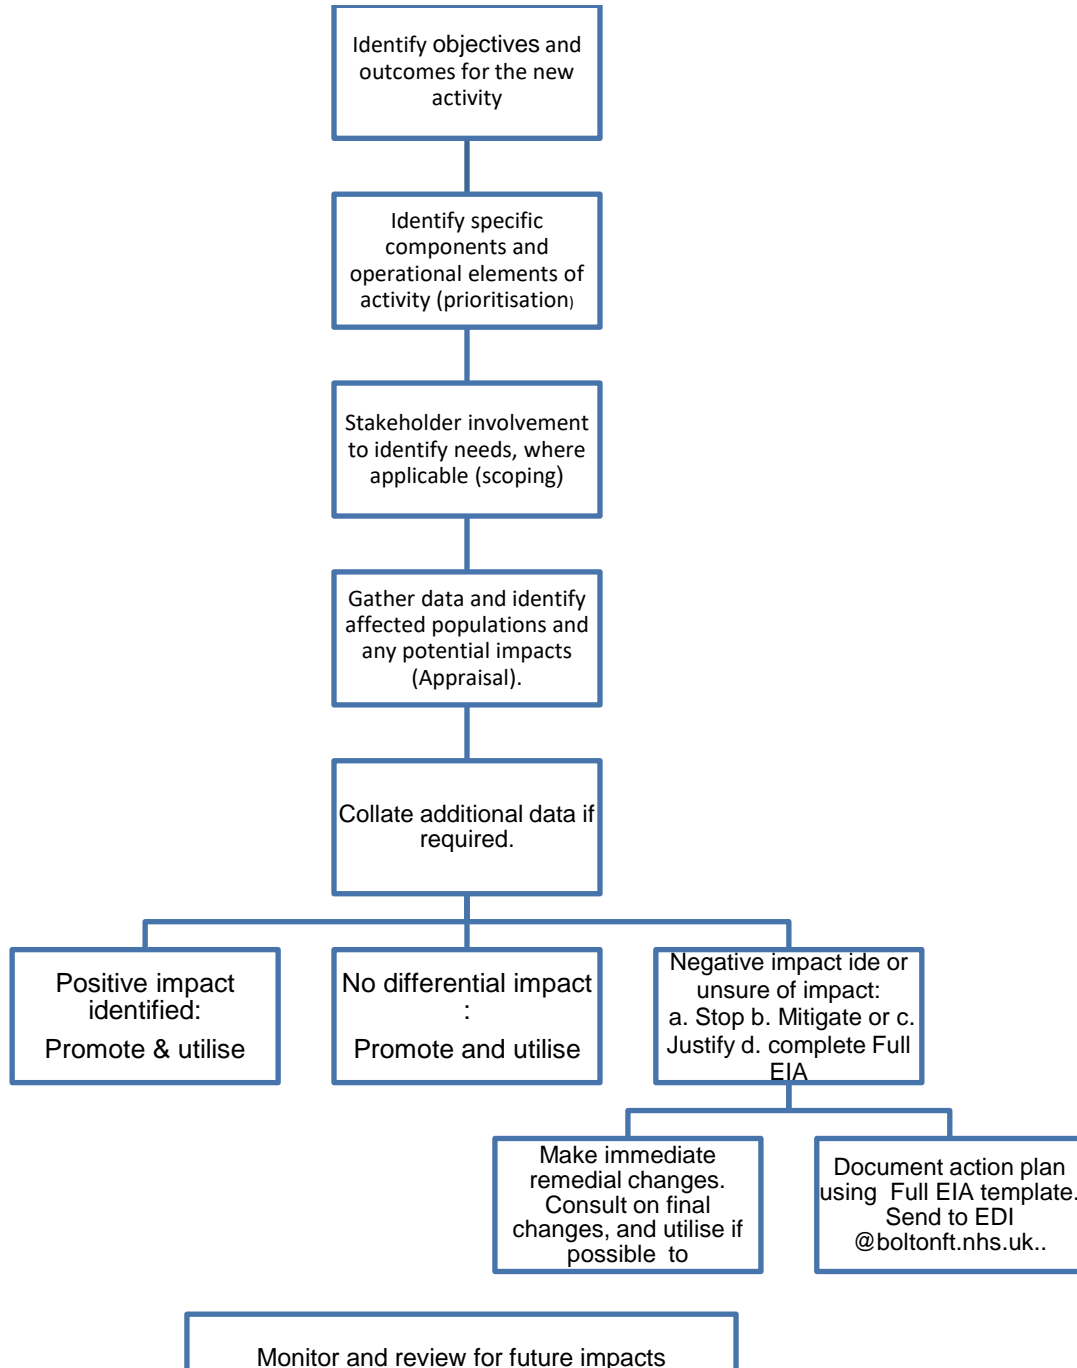 Identify objectives and
outcomes for the new
activity
Identify specific
components and
operational elements of
activity (prioritisation)
Stakeholder involvement
to identify needs, where
applicable (scoping)
Gather data and identify
affected populations and
any potential impacts
(Appraisal).
Collate additional data if
required.
Positive impact
identified:
Promote & utilise
No differential impact
:
Promote and utilise
Negative impact ide or
unsure of impact:
a. Stop b. Mitigate or c.
Justify d. complete Full
EIA
Make immediate
remedial changes.
Consult on final
changes, and utilise if
possible to
Document action plan
using Full EIA template.
Send to EDI
@boltonft.nhs.uk..
Monitor and review for future impacts